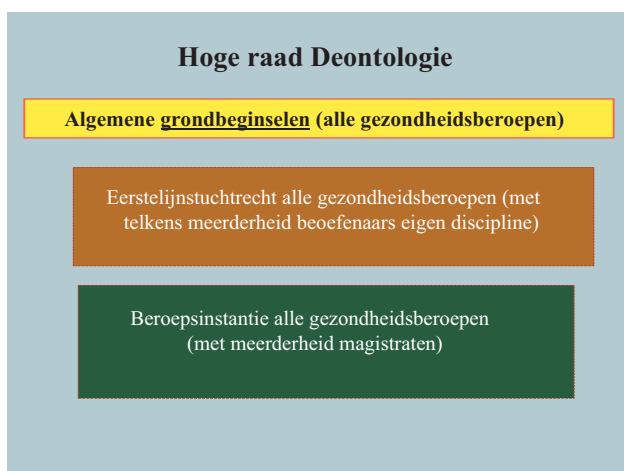 Hoge raad Deontologie
Algemene grondbeginselen (alle gezondheidsberoepen)
Eerstelijnstuchtrecht alle gezondheidsberoepen (met
telkens meerderheid beoefenaars eigen discipline)
Beroepsinstantie alle gezondheidsberoepen
(met meerderheid magistraten)